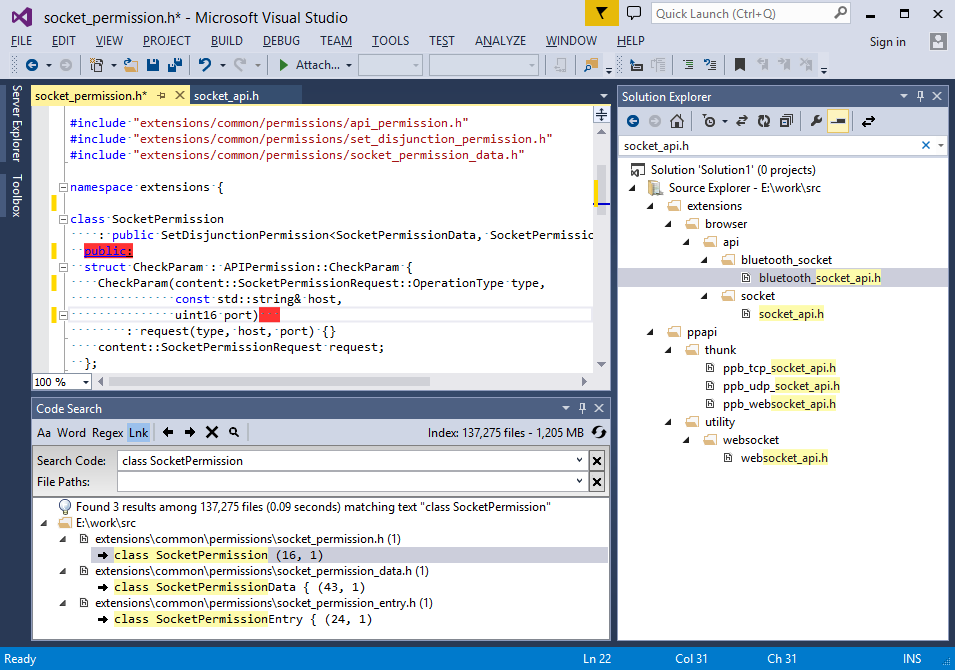 socket_permission.h* - Microsoft Visual Studio
Quick Launch (Ctrl+Q)
FILE EDIT VIEW PROJECT BUILD DEBUG TEAM TOOLS TEST ANALYZE WINDOW HELP
Sign in
Attach...
Server Explorer
Toolbox
socket_permission.h* socket_api.h
#include "extensions/common/permissions/api_permission.h"
#include "extensions/common/permissions/set_disjunction_permission.h"
#include "extensions/common/permissions/socket_permission_data.h"
namespace extensions {
class SocketPermission
: public SetDisjunctionPermission<SocketPermissionData, SocketPermissic
public:
struct CheckParam : APIPermission::CheckParam {
CheckParam(content::SocketPermissionRequest::OperationType type,
const std::string& host,
uint16 port)
: request(type, host, port) {}
content::SocketPermissionRequest request;
};
100 %
Code Search
Aa Word Regex Lnk
Index: 137,275 files - 1,205 MB
Search Code: class SocketPermission
File Paths:
Found 3 results among 137,275 files (0.09 seconds) matching text "class SocketPermission"
E:\work\src
extensions\common\permissions\socket_permission.h (1)
class SocketPermission (16, 1)
extensions\common\permissions\socket_permission_data.h (1)
class SocketPermissionData { (43, 1)
extensions\common\permissions\socket_permission_entry.h (1)
class SocketPermissionEntry { (24, 1)
Solution Explorer
socket_api.h
Solution 'Solution1' (0 projects)
Source Explorer - E:\work\src
extensions
browser
api
bluetooth_socket
bluetooth_socket_api.h
socket
socket_api.h
ppapi
thunk
ppb_tcp_socket_api.h
ppb_udp_socket_api.h
ppb_websocket_api.h
utility
websocket
websocket_api.h
Ready
Ln 22
Col 31
Ch 31
INS